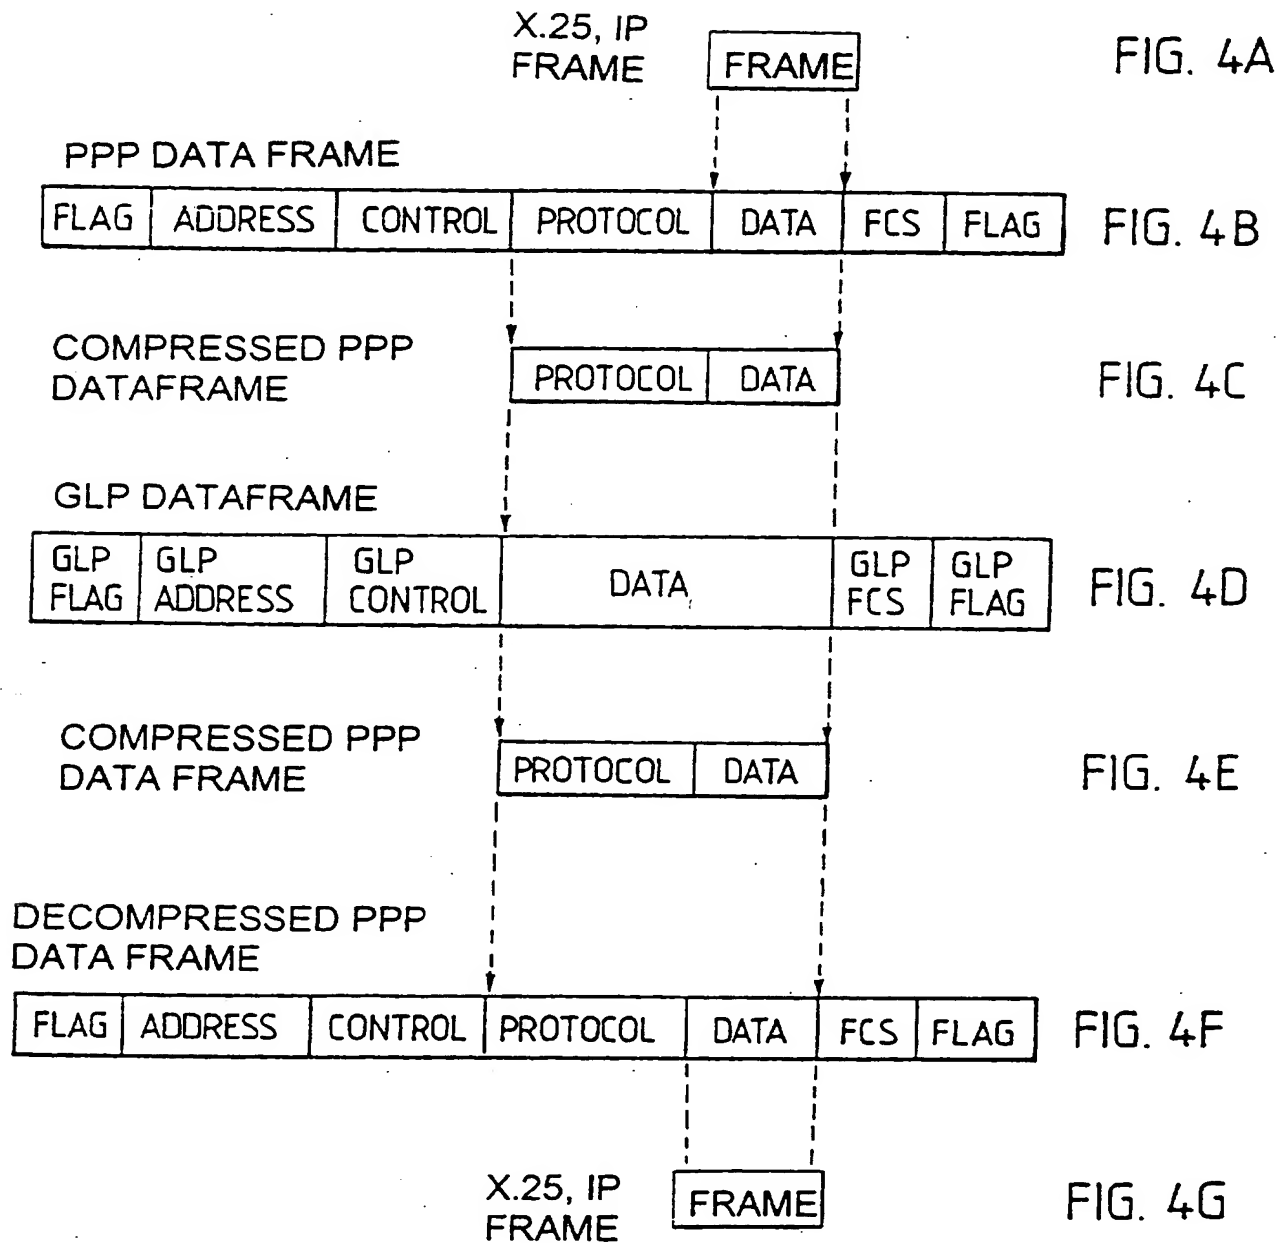 X.25, IP
FRAME
FRAME
FIG. 4A
PPP DATA FRAME
FLAG ADDRESS CONTROL PROTOCOL DATA FCS FLAG
FIG. 4B
COMPRESSED PPP
DATAFRAME
PROTOCOL DATA
FIG. 4C
GLP DATAFRAME
GLP FLAG
GLP ADDRESS
GLP CONTROL
DATA
GLP FCS
GLP FLAG
FIG. 4D
COMPRESSED PPP
DATA FRAME
PROTOCOL DATA
FIG. 4E
DECOMPRESSED PPP
DATA FRAME
FLAG ADDRESS CONTROL PROTOCOL DATA FCS FLAG
FIG. 4F
X.25, IP
FRAME
FRAME
FIG. 4G